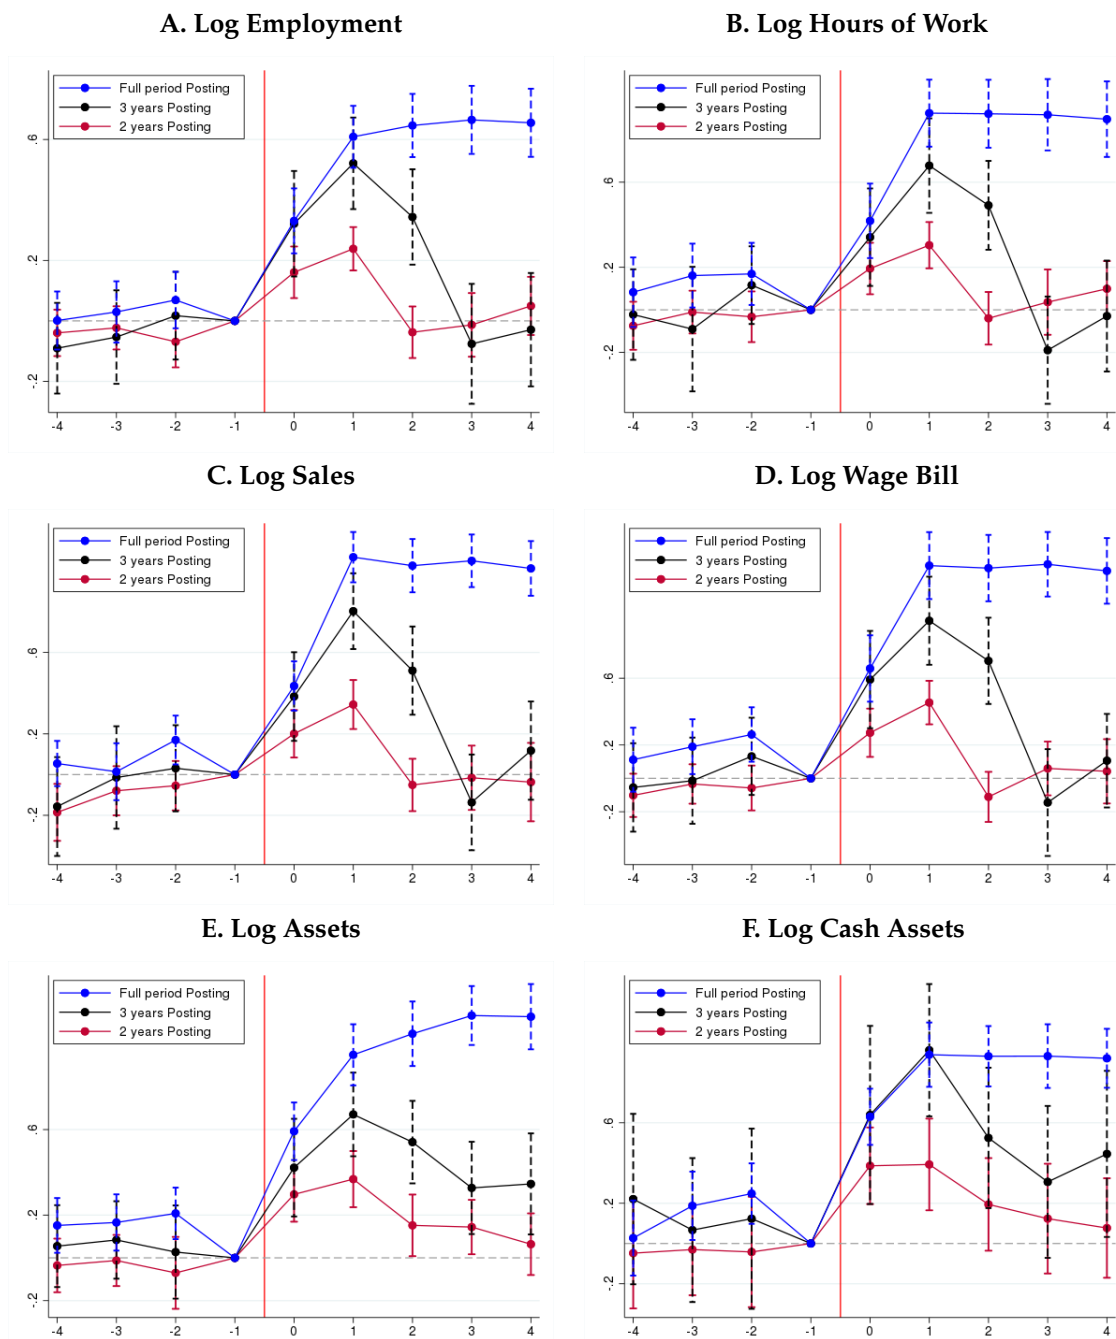 A. Log Employment
Full period Posting
3 years Posting
2 years Posting
.6
.2
-.2
-4 -3 -2 -1 0 1 2 3 4
B. Log Hours of Work
Full period Posting
3 years Posting
2 years Posting
.6
.2
-.2
-4 -3 -2 -1 0 1 2 3 4
C. Log Sales
Full period Posting
3 years Posting
2 years Posting
.6
.2
-.2
-4 -3 -2 -1 0 1 2 3 4
D. Log Wage Bill
Full period Posting
3 years Posting
2 years Posting
.6
.2
-.2
-4 -3 -2 -1 0 1 2 3 4
E. Log Assets
Full period Posting
3 years Posting
2 years Posting
.6
.2
-.2
-4 -3 -2 -1 0 1 2 3 4
F. Log Cash Assets
Full period Posting
3 years Posting
2 years Posting
.6
.2
-.2
-4 -3 -2 -1 0 1 2 3 4